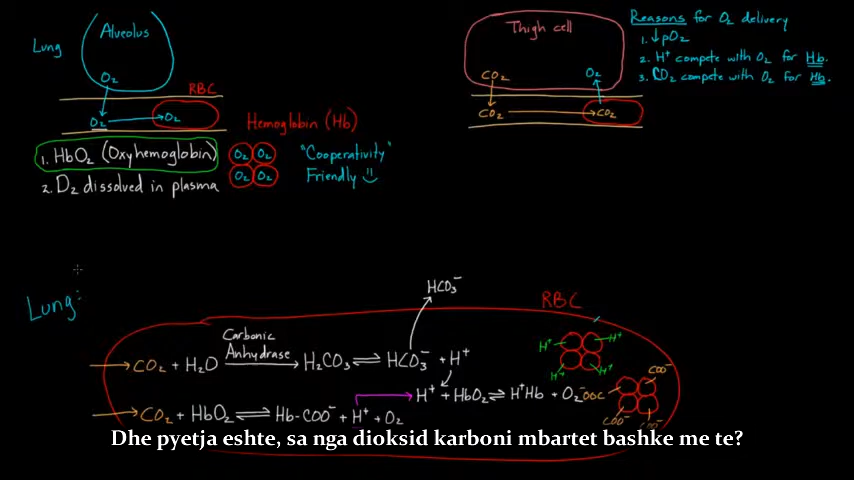 Lung
Alveolus
O₂
RBC
O₂ → O₂
Hemoglobin (Hb)
1. HbO₂ (Oxyhemoglobin)
2. O₂ dissolved in plasma
O₂ O₂
O₂ O₂
"Cooperativity"
Friendly
Thigh cell
CO₂ O₂
CO₂ → CO₂
Reasons for O₂ delivery
1. ↓pO₂
2. H⁺ compete with O₂ for Hb.
3. CO₂ compete with O₂ for Hb.
Lung:
RBC
HCO₃⁻
→ CO₂ + H₂O Carbonic Anhydrase → H₂CO₃ ⇌ HCO₃⁻ + H⁺
H⁺ + HbO₂ ⇌ H⁺Hb + O₂
→ CO₂ + HbO₂ ⇌ Hb-COO⁻ + H⁺ + O₂
H⁺ H⁺
H⁺ H⁺
COO⁻
⁻OOC
Dhe pyetja eshte, sa nga dioksid karboni mbartet bashke me te?